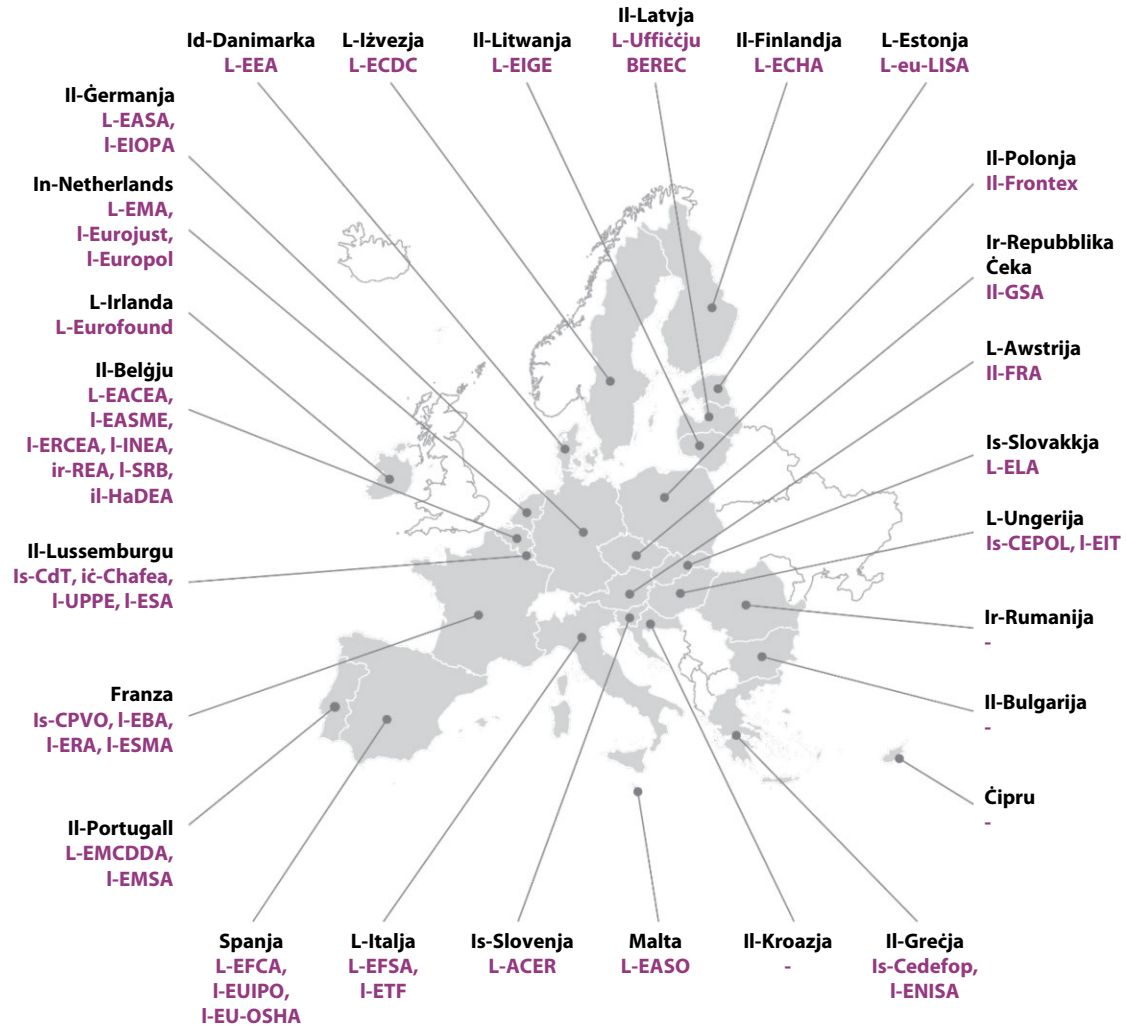 Id-Danimarka
L-EEA
L-Iżvezja
L-ECDC
Il-Litwanja
L-EIGE
Il-Latvja
L-Uffiċċju
BEREC
Il-Finlandja
L-ECHA
L-Estonja
L-eu-LISA
Il-Ġermanja
L-EASA,
l-EIOPA
In-Netherlands
L-EMA,
l-Eurojust,
l-Europol
L-Irlanda
L-Eurofound
Il-Belġju
L-EACEA,
l-EASME,
l-ERCEA, l-INEA,
ir-REA, l-SRB,
il-HaDEA
Il-Lussemburgu
Is-CdT, iċ-Chafea,
l-UPPE, l-ESA
Franza
Is-CPVO, l-EBA,
l-ERA, l-ESMA
Il-Portugall
L-EMCDDA,
l-EMSA
Il-Polonja
Il-Frontex
Ir-Repubblika
Ċeka
Il-GSA
L-Awstrija
Il-FRA
Is-Slovakkja
L-ELA
L-Ungerija
Is-CEPOL, l-EIT
Ir-Rumanija
-
Il-Bulgarija
-
Ċipru
-
Spanja
L-EFCA,
l-EUIPO,
l-EU-OSHA
L-Italja
L-EFSA,
l-ETF
Is-Slovenja
L-ACER
Malta
L-EASO
Il-Kroazja
-
Il-Greċja
Is-Cedefop,
l-ENISA